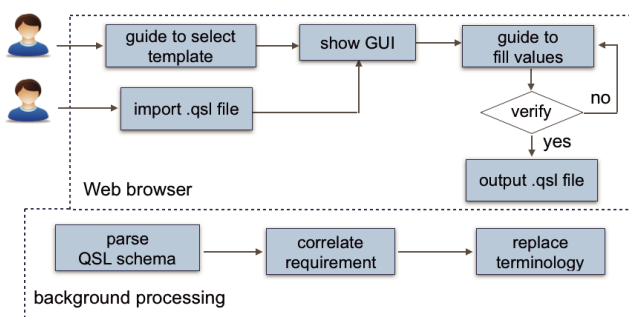 guide to select
template
show GUI
guide to
fill values
import .qsl file
verify
no
yes
output .qsl file
Web browser
parse
QSL schema
correlate
requirement
replace
terminology
background processing